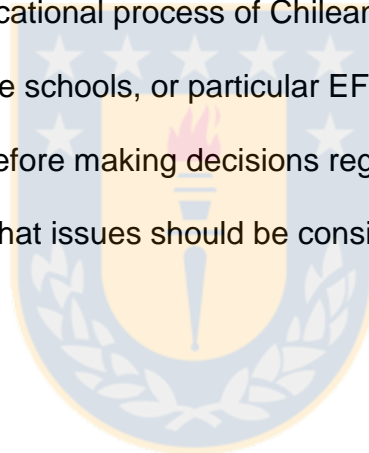 cational process of Chilean
e schools, or particular EF
efore making decisions reg
hat issues should be consi